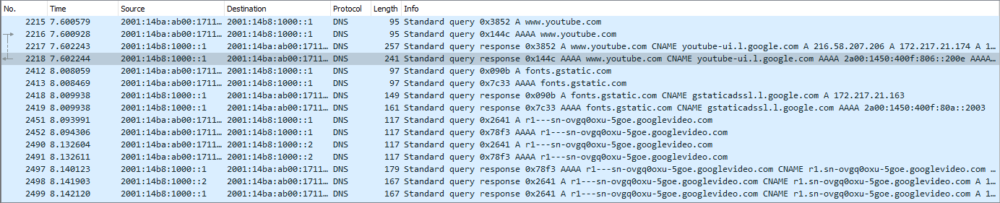 No. Time Source Destination Protocol Length Info
2215 7.600579 2001:14ba:ab00:1711… 2001:14b8:1000::1 DNS 95 Standard query 0x3852 A www.youtube.com
2216 7.600928 2001:14ba:ab00:1711… 2001:14b8:1000::1 DNS 95 Standard query 0x144c AAAA www.youtube.com
2217 7.602243 2001:14b8:1000::1 2001:14ba:ab00:1711… DNS 257 Standard query response 0x3852 A www.youtube.com CNAME youtube-ui.l.google.com A 216.58.207.206 A 172.217.21.174 A 1…
2218 7.602244 2001:14b8:1000::1 2001:14ba:ab00:1711… DNS 241 Standard query response 0x144c AAAA www.youtube.com CNAME youtube-ui.l.google.com AAAA 2a00:1450:400f:806::200e AAAA…
2412 8.008059 2001:14ba:ab00:1711… 2001:14b8:1000::1 DNS 97 Standard query 0x090b A fonts.gstatic.com
2413 8.008469 2001:14ba:ab00:1711… 2001:14b8:1000::1 DNS 97 Standard query 0x7c33 AAAA fonts.gstatic.com
2418 8.009938 2001:14b8:1000::1 2001:14ba:ab00:1711… DNS 149 Standard query response 0x090b A fonts.gstatic.com CNAME gstaticadssl.l.google.com A 172.217.21.163
2419 8.009938 2001:14b8:1000::1 2001:14ba:ab00:1711… DNS 161 Standard query response 0x7c33 AAAA fonts.gstatic.com CNAME gstaticadssl.l.google.com AAAA 2a00:1450:400f:80a::2003
2451 8.093991 2001:14ba:ab00:1711… 2001:14b8:1000::1 DNS 117 Standard query 0x2641 A r1---sn-ovgq0oxu-5goe.googlevideo.com
2452 8.094306 2001:14ba:ab00:1711… 2001:14b8:1000::1 DNS 117 Standard query 0x78f3 AAAA r1---sn-ovgq0oxu-5goe.googlevideo.com
2490 8.132604 2001:14ba:ab00:1711… 2001:14b8:1000::2 DNS 117 Standard query 0x2641 A r1---sn-ovgq0oxu-5goe.googlevideo.com
2491 8.132611 2001:14ba:ab00:1711… 2001:14b8:1000::2 DNS 117 Standard query 0x78f3 AAAA r1---sn-ovgq0oxu-5goe.googlevideo.com
2497 8.140123 2001:14b8:1000::1 2001:14ba:ab00:1711… DNS 179 Standard query response 0x78f3 AAAA r1---sn-ovgq0oxu-5goe.googlevideo.com CNAME r1.sn-ovgq0oxu-5goe.googlevideo.com …
2498 8.141903 2001:14b8:1000::2 2001:14ba:ab00:1711… DNS 167 Standard query response 0x2641 A r1---sn-ovgq0oxu-5goe.googlevideo.com CNAME r1.sn-ovgq0oxu-5goe.googlevideo.com A 1…
2499 8.142120 2001:14b8:1000::1 2001:14ba:ab00:1711… DNS 167 Standard query response 0x2641 A r1---sn-ovgq0oxu-5goe.googlevideo.com CNAME r1.sn-ovgq0oxu-5goe.googlevideo.com A 1…